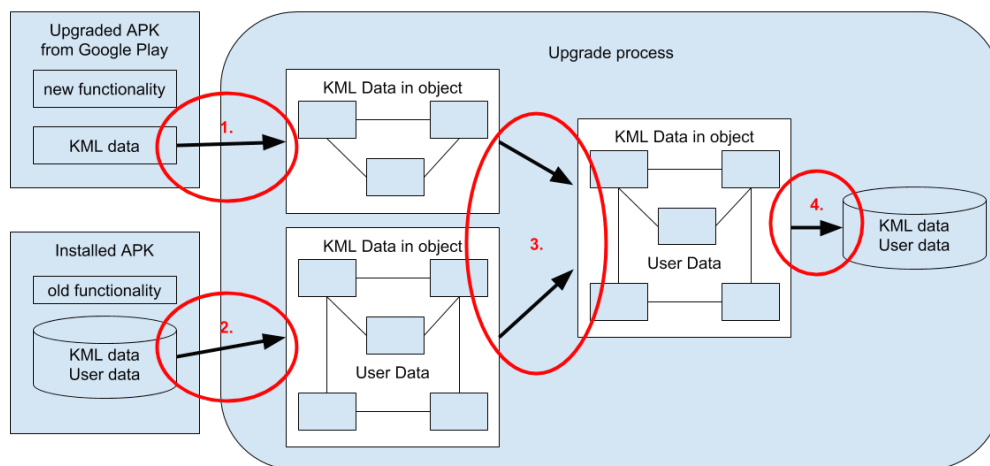 Upgraded APK
from Google Play
new functionality
KML data
1.
Upgrade process
KML Data in object
Installed APK
old functionality
KML data
User data
2.
KML Data in object
User Data
3.
KML Data in object
User Data
4.
KML data
User data